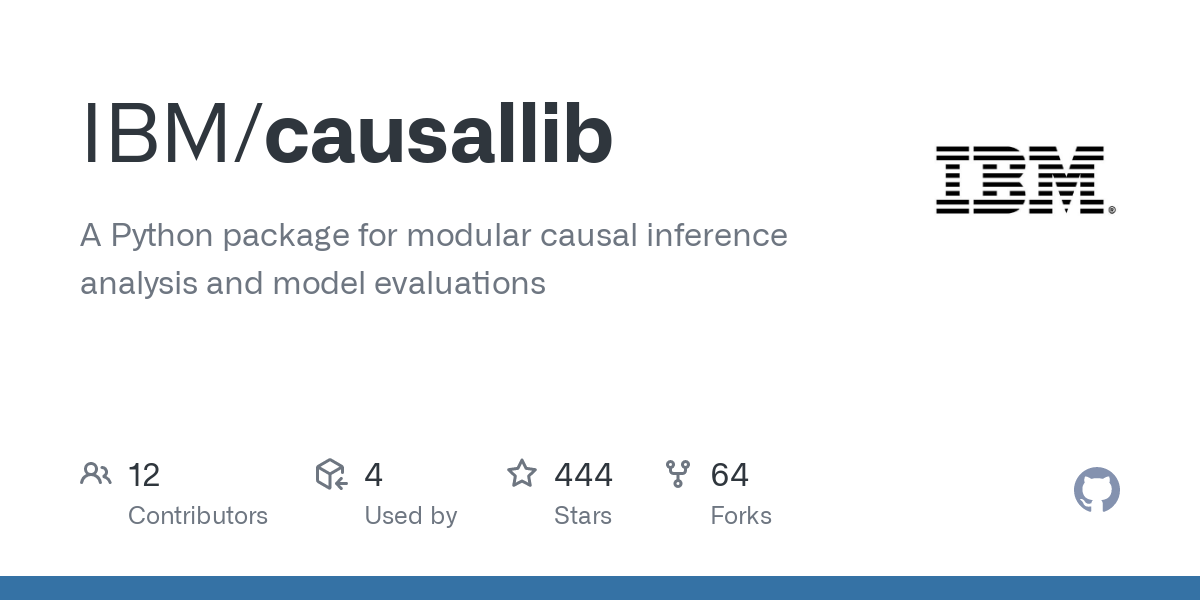 IBM/causallib
IBM®
A Python package for modular causal inference
analysis and model evaluations
12
Contributors
4
Used by
444
Stars
64
Forks